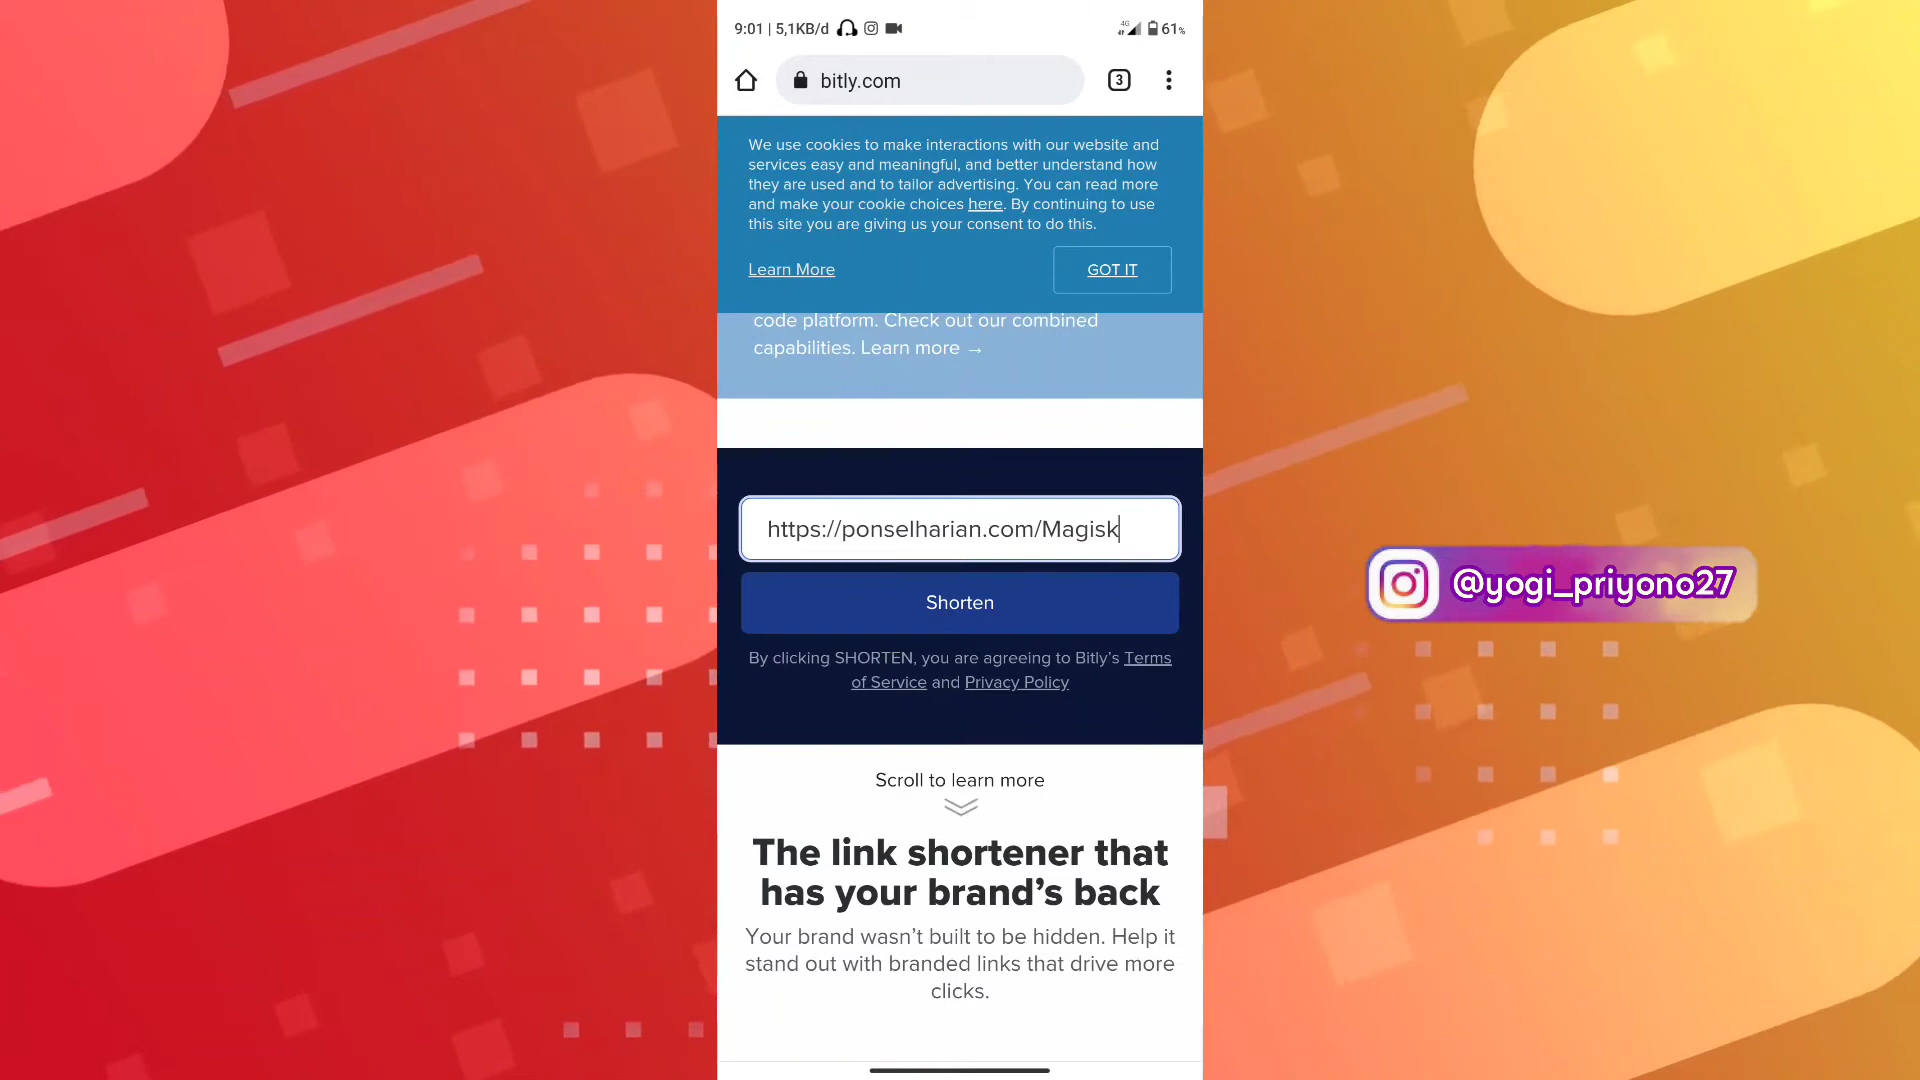 9:01 | 5,1KB/d
4G
61%
bitly.com
3
We use cookies to make interactions with our website and
services easy and meaningful, and better understand how
they are used and to tailor advertising. You can read more
and make your cookie choices here. By continuing to use
this site you are giving us your consent to do this.
Learn More
GOT IT
code platform. Check out our combined
capabilities. Learn more →
https://ponselharian.com/Magisk
Shorten
By clicking SHORTEN, you are agreeing to Bitly’s Terms
of Service and Privacy Policy
@yogi_priyono27
Scroll to learn more
The link shortener that
has your brand’s back
Your brand wasn’t built to be hidden. Help it
stand out with branded links that drive more
clicks.